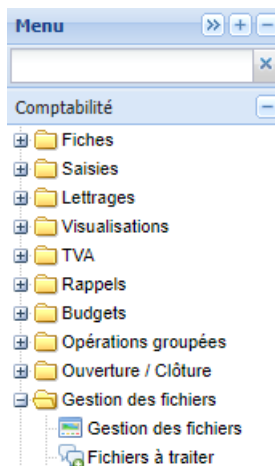 Menu
Comptabilité
Fiches
Saisies
Lettrages
Visualisations
TVA
Rappels
Budgets
Opérations groupées
Ouverture / Clôture
Gestion des fichiers
Gestion des fichiers
Fichiers à traiter